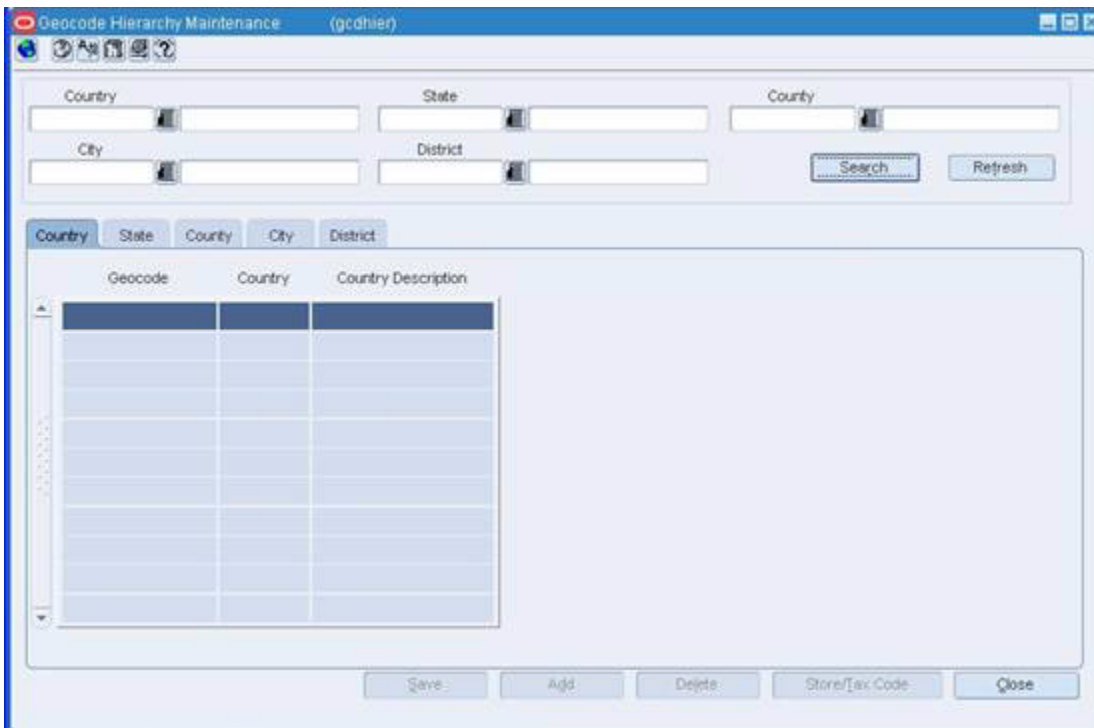 Geocode Hierarchy Maintenance (gcdhier)
Country State County
City District
Search Refresh
Country State County City District
Geocode Country Country Description
Save Add Delete Store/Tax Code Close